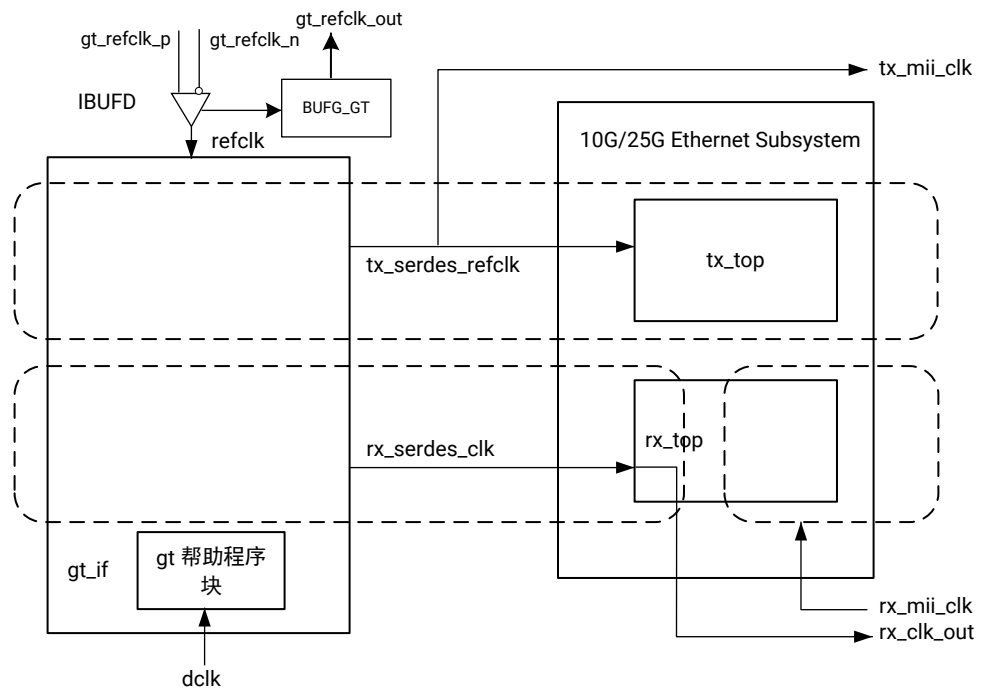 gt_refclk_out
gt_refclk_p
gt_refclk_n
tx_mii_clk
IBUFD
BUFG_GT
refclk
10G/25G Ethernet Subsystem
tx_serdes_refclk
tx_top
rx_serdes_clk
rx_top
gt_if
gt 帮助程序
块
rx_mii_clk
rx_clk_out
dclk